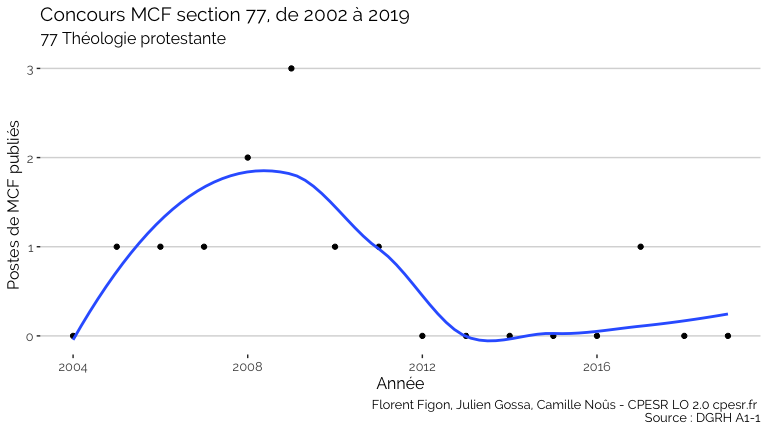 Concours MCF section 77, de 2002 à 2019
77 Théologie protestante
Postes de MCF publiés
3
2
1
0
2004 2008 2012 2016
Année
Florent Figon, Julien Gossa, Camille Noûs - CPESR LO 2.0 cpesr.fr
Source : DGRH A1-1